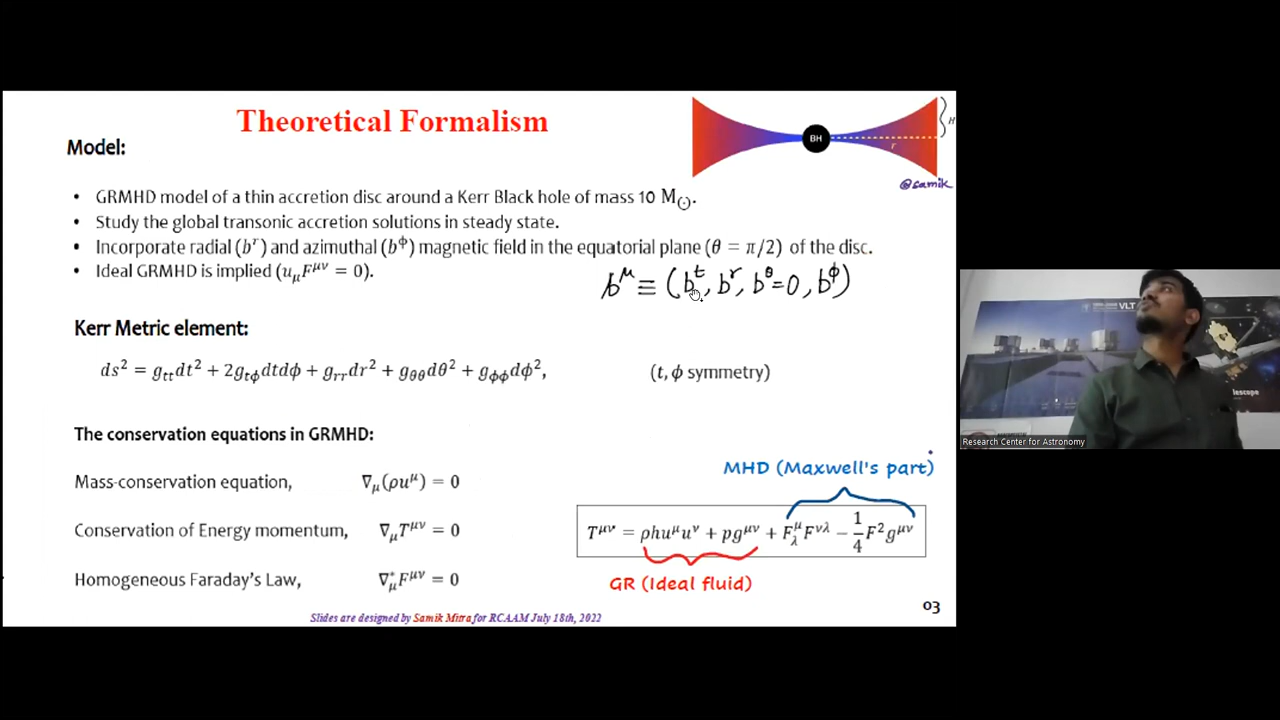 Theoretical Formalism
BH
r
H
@samik
Model:
• GRMHD model of a thin accretion disc around a Kerr Black hole of mass 10 M☉.
• Study the global transonic accretion solutions in steady state.
• Incorporate radial (bʳ) and azimuthal (b^ϕ) magnetic field in the equatorial plane (θ = π/2) of the disc.
• Ideal GRMHD is implied (u_μF^μν = 0).
b^μ ≡ (b^t, b^r, b^θ=0, b^ϕ)
Kerr Metric element:
ds² = g_tt dt² + 2g_tϕ dtdϕ + g_rr dr² + g_θθ dθ² + g_ϕϕ dϕ²,
(t, ϕ symmetry)
The conservation equations in GRMHD:
MHD (Maxwell's part)
Mass-conservation equation, ∇_μ(ρu^μ) = 0
Conservation of Energy momentum, ∇_μT^μν = 0
T^μν = ρhu^μu^ν + pg^μν + F^μ_λF^νλ − 1/4 F²g^μν
Homogeneous Faraday's Law, ∇*_μF^μν = 0
GR (Ideal fluid)
03
Slides are designed by Samik Mitra for RCAAM July 18th, 2022
VLT
lescope
Research Center for Astronomy